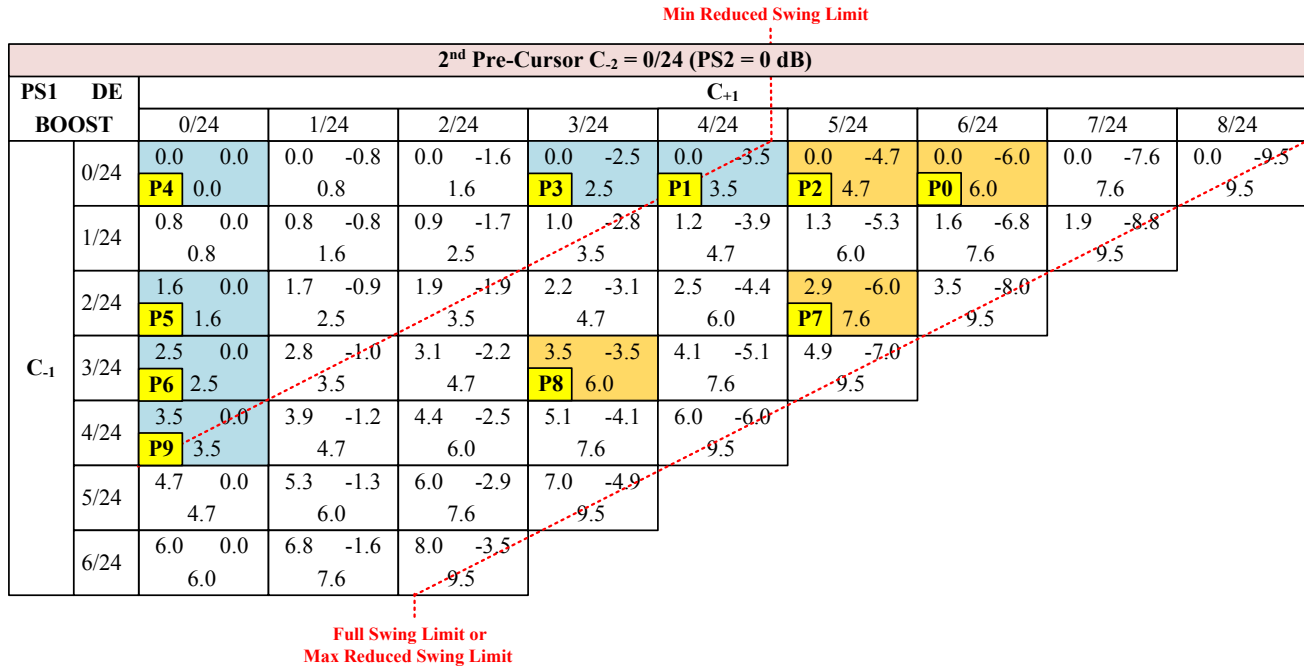 Min Reduced Swing Limit
2nd Pre-Cursor C-2 = 0/24 (PS2 = 0 dB)
PS1 DE C+1
BOOST 0/24 1/24 2/24 3/24 4/24 5/24 6/24 7/24 8/24
C-1
0/24 0.0 0.0 0.0 -0.8 0.0 -1.6 0.0 -2.5 0.0 -3.5 0.0 -4.7 0.0 -6.0 0.0 -7.6 0.0 -9.5
P4 0.0 0.8 1.6 P3 2.5 P1 3.5 P2 4.7 P0 6.0 7.6 9.5
1/24 0.8 0.0 0.8 -0.8 0.9 -1.7 1.0 -2.8 1.2 -3.9 1.3 -5.3 1.6 -6.8 1.9 -8.8
0.8 1.6 2.5 3.5 4.7 6.0 7.6 9.5
2/24 1.6 0.0 1.7 -0.9 1.9 -1.9 2.2 -3.1 2.5 -4.4 2.9 -6.0 3.5 -8.0
P5 1.6 2.5 3.5 4.7 6.0 P7 7.6 9.5
3/24 2.5 0.0 2.8 -1.0 3.1 -2.2 3.5 -3.5 4.1 -5.1 4.9 -7.0
P6 2.5 3.5 4.7 P8 6.0 7.6 9.5
4/24 3.5 0.0 3.9 -1.2 4.4 -2.5 5.1 -4.1 6.0 -6.0
P9 3.5 4.7 6.0 7.6 9.5
5/24 4.7 0.0 5.3 -1.3 6.0 -2.9 7.0 -4.9
4.7 6.0 7.6 9.5
6/24 6.0 0.0 6.8 -1.6 8.0 -3.5
6.0 7.6 9.5
Full Swing Limit or
Max Reduced Swing Limit